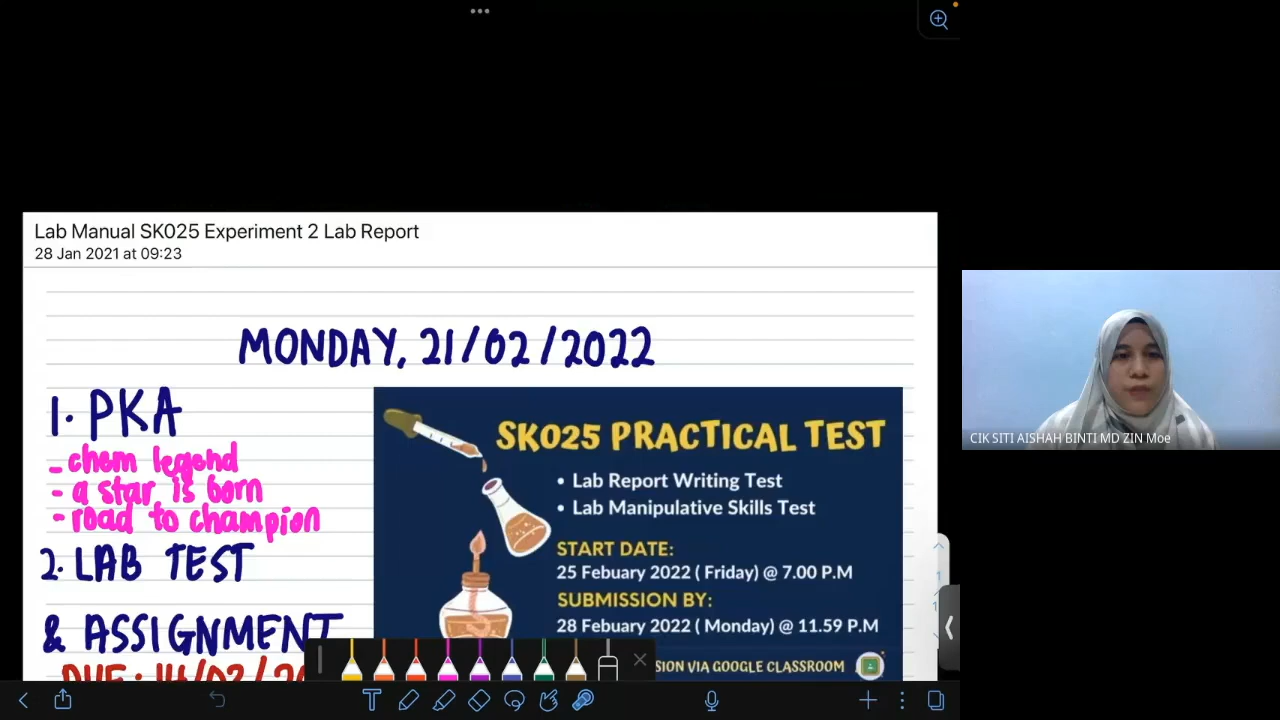 Lab Manual SK025 Experiment 2 Lab Report
28 Jan 2021 at 09:23
MONDAY, 21/02/2022
1. PKA
- chem legend
- a star is born
- road to champion
2. LAB TEST
& ASSIGNMENT
SK025 PRACTICAL TEST
• Lab Report Writing Test
• Lab Manipulative Skills Test
START DATE:
25 Febuary 2022 ( Friday) @ 7.00 P.M
SUBMISSION BY:
28 Febuary 2022 ( Monday) @ 11.59 P.M
SION VIA GOOGLE CLASSROOM
CIK SITI AISHAH BINTI MD ZIN Moe